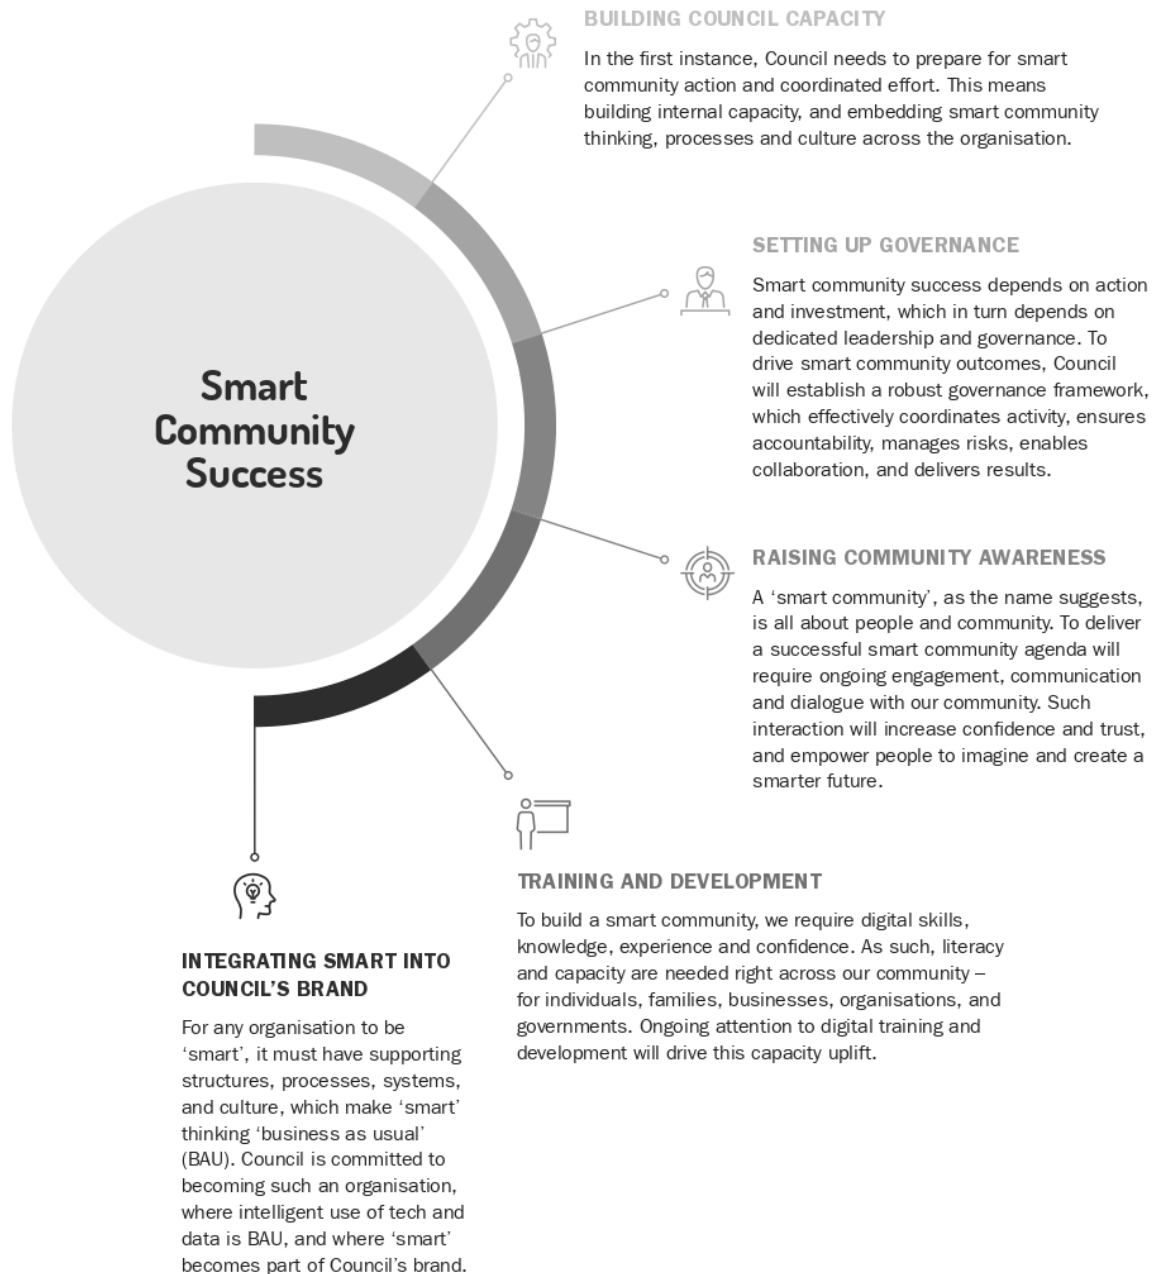 BUILDING COUNCIL CAPACITY
In the first instance, Council needs to prepare for smart
community action and coordinated effort. This means
building internal capacity, and embedding smart community
thinking, processes and culture across the organisation.
SETTING UP GOVERNANCE
Smart community success depends on action
and investment, which in turn depends on
dedicated leadership and governance. To
drive smart community outcomes, Council
will establish a robust governance framework,
which effectively coordinates activity, ensures
accountability, manages risks, enables
collaboration, and delivers results.
Smart
Community
Success
RAISING COMMUNITY AWARENESS
A ‘smart community’, as the name suggests,
is all about people and community. To deliver
a successful smart community agenda will
require ongoing engagement, communication
and dialogue with our community. Such
interaction will increase confidence and trust,
and empower people to imagine and create a
smarter future.
TRAINING AND DEVELOPMENT
To build a smart community, we require digital skills,
knowledge, experience and confidence. As such, literacy
and capacity are needed right across our community –
for individuals, families, businesses, organisations, and
governments. Ongoing attention to digital training and
development will drive this capacity uplift.
INTEGRATING SMART INTO
COUNCIL’S BRAND
For any organisation to be
‘smart’, it must have supporting
structures, processes, systems,
and culture, which make ‘smart’
thinking ‘business as usual’
(BAU). Council is committed to
becoming such an organisation,
where intelligent use of tech and
data is BAU, and where ‘smart’
becomes part of Council’s brand.